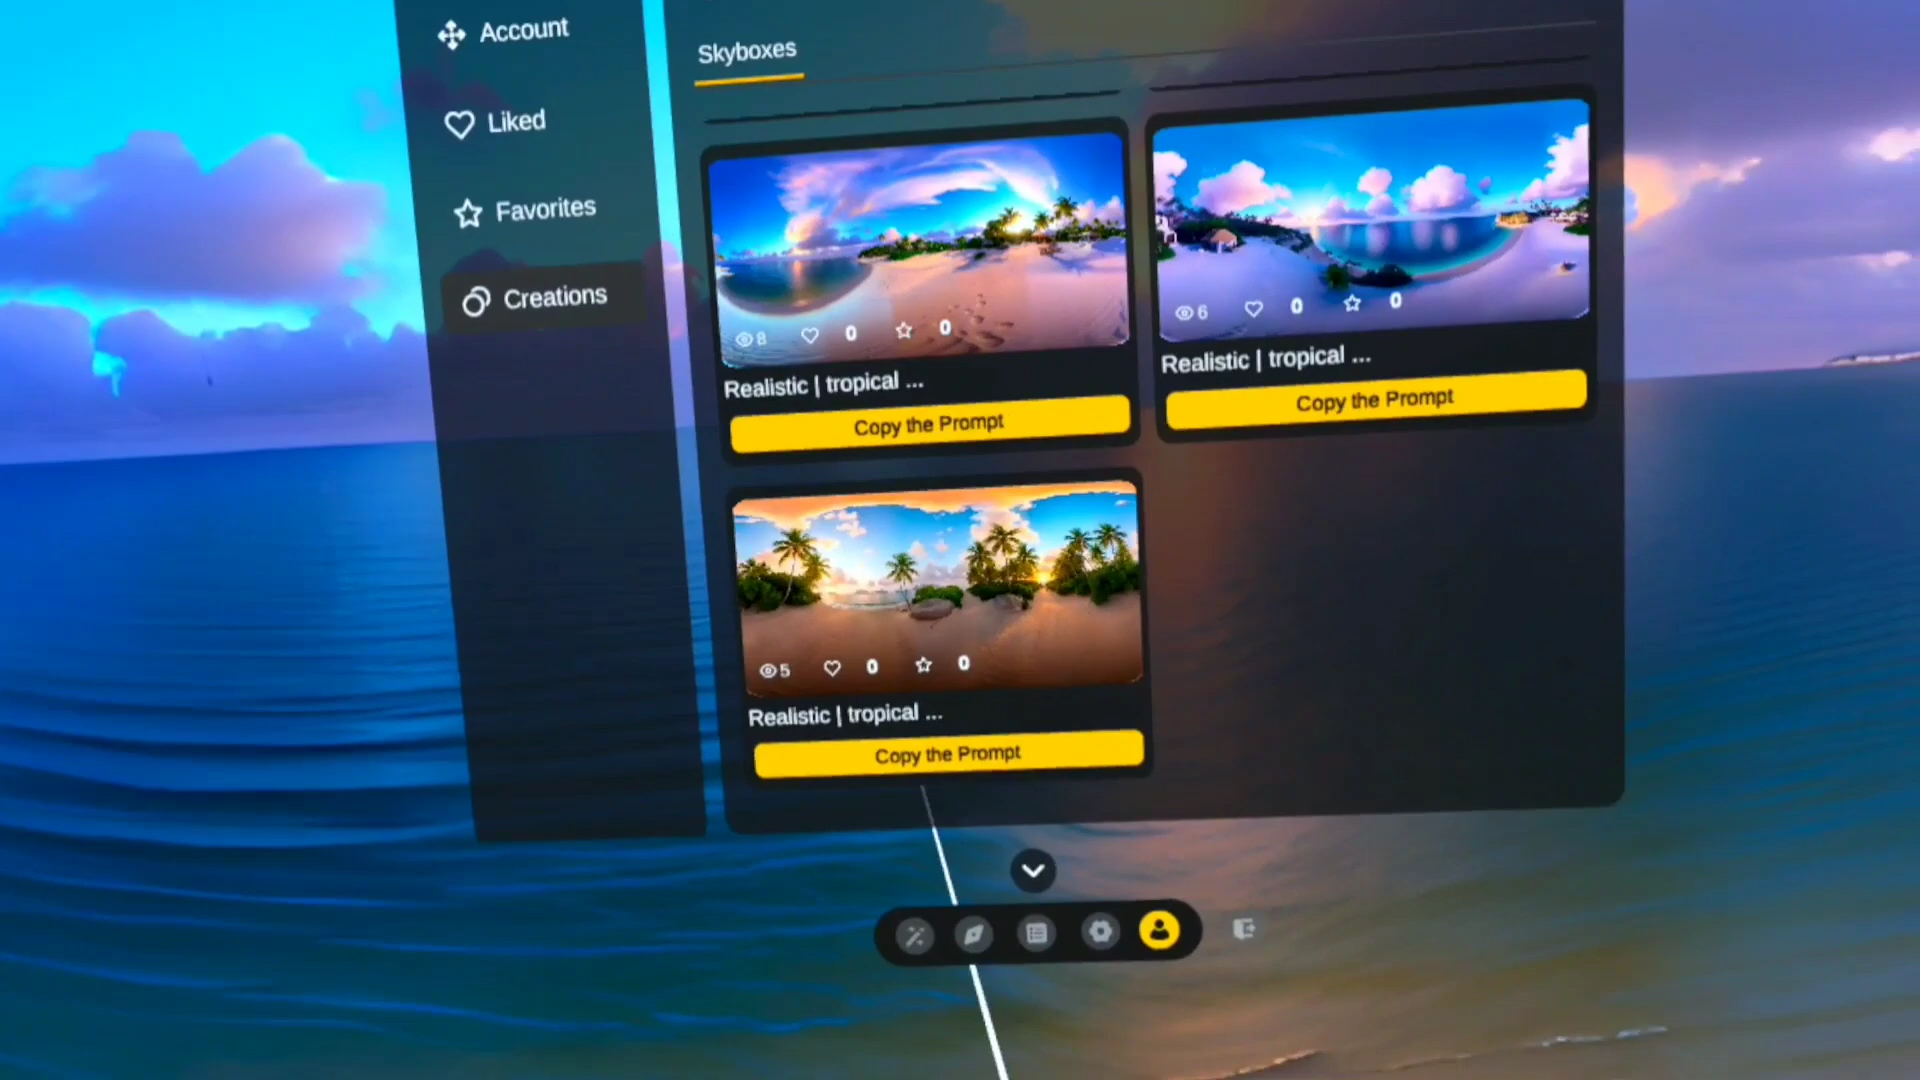 Account
Liked
Favorites
Creations
Skyboxes
8 0 0
Realistic | tropical ...
Copy the Prompt
6 0 0
Realistic | tropical ...
Copy the Prompt
5 0 0
Realistic | tropical ...
Copy the Prompt